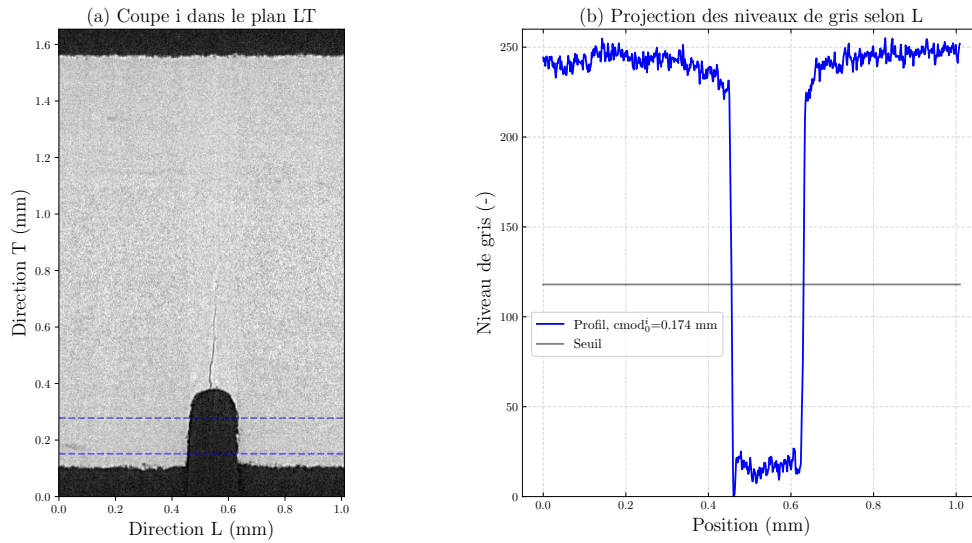 (a) Coupe i dans le plan LT
1.6
1.4
1.2
1.0
0.8
0.6
0.4
0.2
0.0
Direction T (mm)
0.0 0.2 0.4 0.6 0.8 1.0
Direction L (mm)
(b) Projection des niveaux de gris selon L
250
200
150
100
50
0
Niveau de gris (-)
Profil, cmod₀ⁱ=0.174 mm
Seuil
0.0 0.2 0.4 0.6 0.8 1.0
Position (mm)